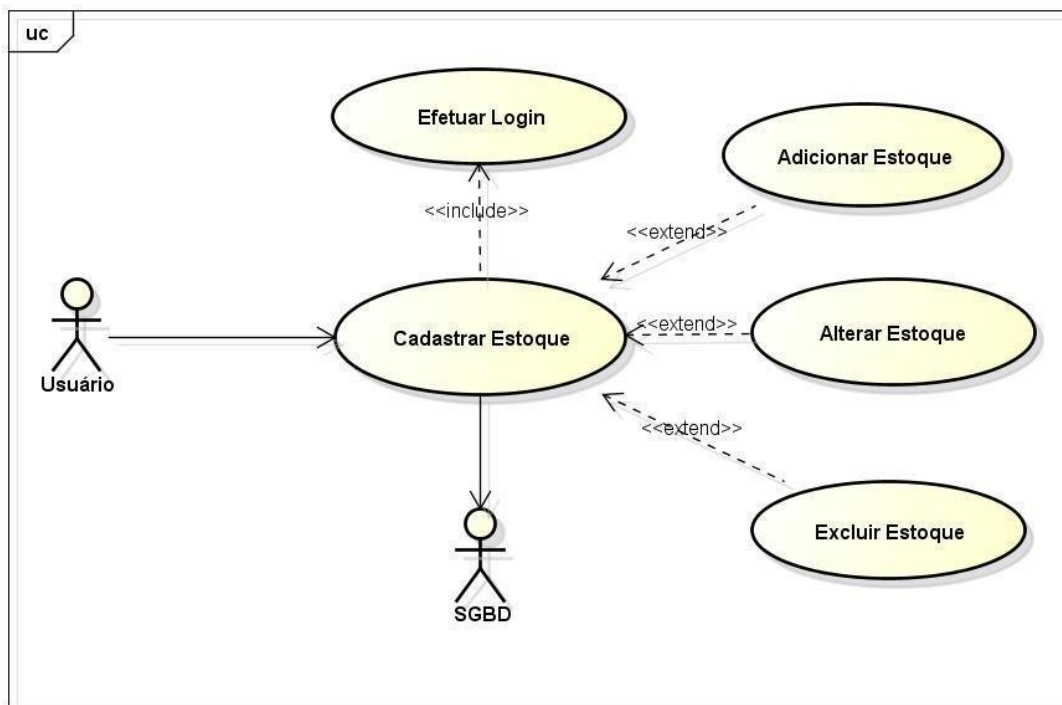 uc
Efetuar Login
Adicionar Estoque
<<include>>
<<extend>>
Cadastrar Estoque
<<extend>>
Alterar Estoque
Usuário
<<extend>>
Excluir Estoque
SGBD